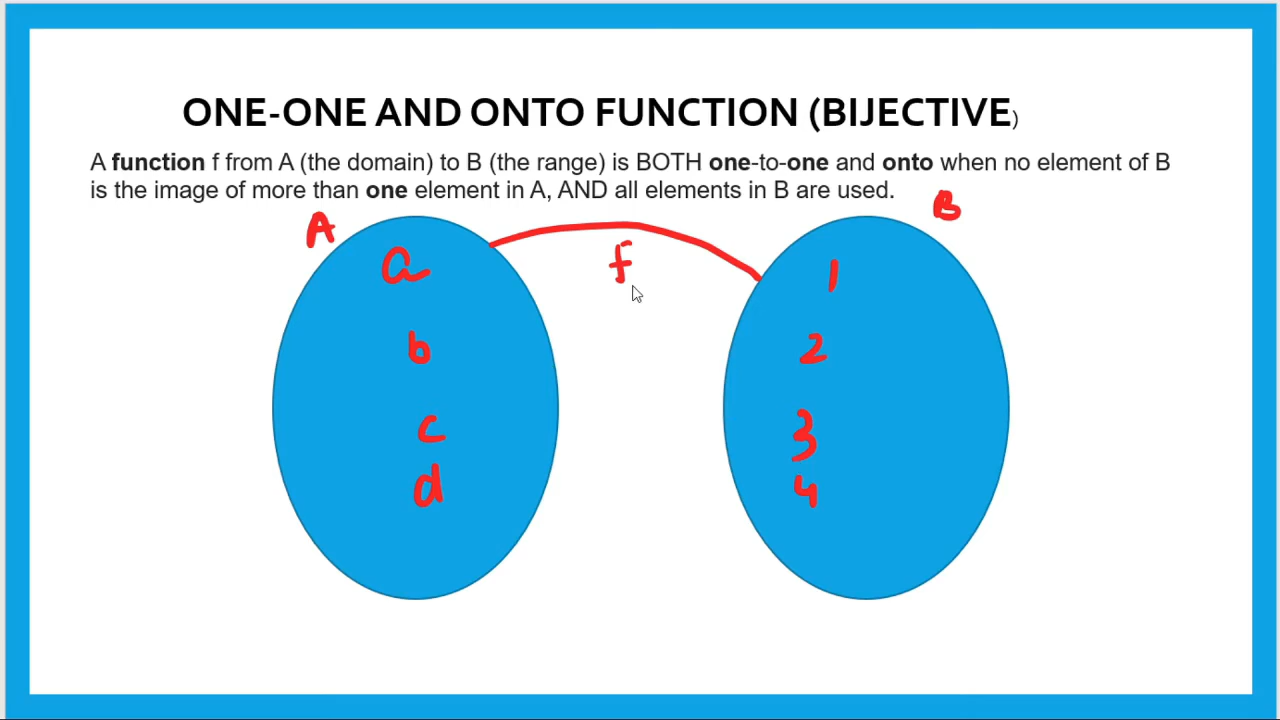 ONE-ONE AND ONTO FUNCTION (BIJECTIVE)
A function f from A (the domain) to B (the range) is BOTH one-to-one and onto when no element of B
is the image of more than one element in A, AND all elements in B are used.
A
B
f
a
b
c
d
1
2
3
4